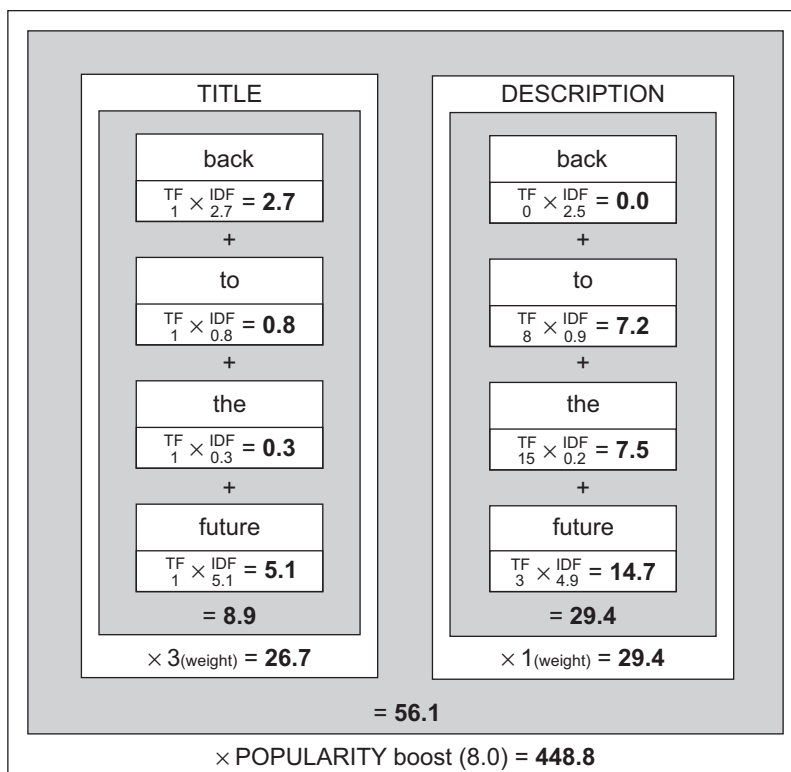 TITLE
back
TF 1 × IDF 2.7 = 2.7
+
to
TF 1 × IDF 0.8 = 0.8
+
the
TF 1 × IDF 0.3 = 0.3
+
future
TF 1 × IDF 5.1 = 5.1
= 8.9
× 3(weight) = 26.7
DESCRIPTION
back
TF 0 × IDF 2.5 = 0.0
+
to
TF 8 × IDF 0.9 = 7.2
+
the
TF 15 × IDF 0.2 = 7.5
+
future
TF 3 × IDF 4.9 = 14.7
= 29.4
× 1(weight) = 29.4
= 56.1
× POPULARITY boost (8.0) = 448.8